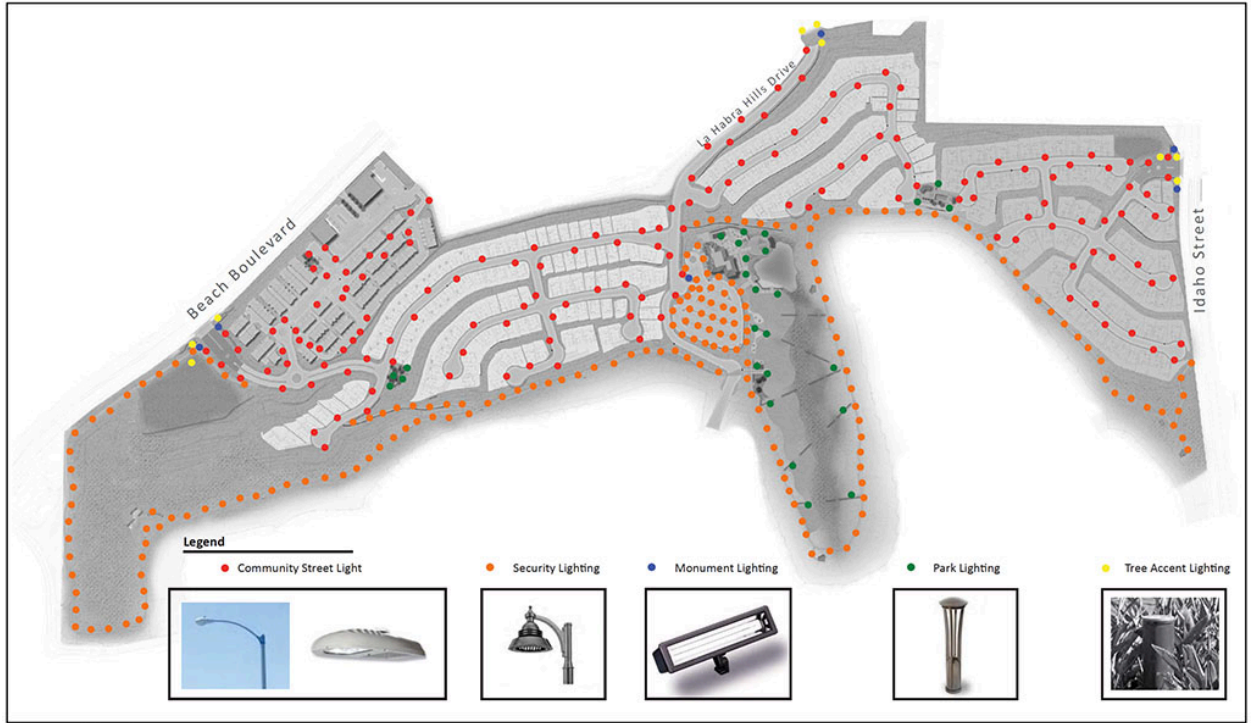 La Habra Hills Drive
Beach Boulevard
Idaho Street
Legend
Community Street Light
Security Lighting
Monument Lighting
Park Lighting
Tree Accent Lighting